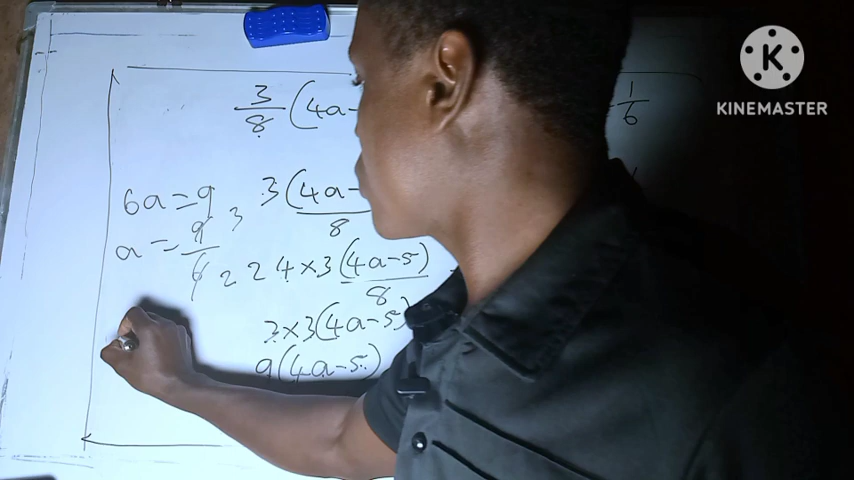 3/8 (4a- 1/6
6a=9 3(4a-/8
a=9/6 3 2
24×3(4a-5)/8
3×3(4a-5)
9(4a-5)
K
KINEMASTER